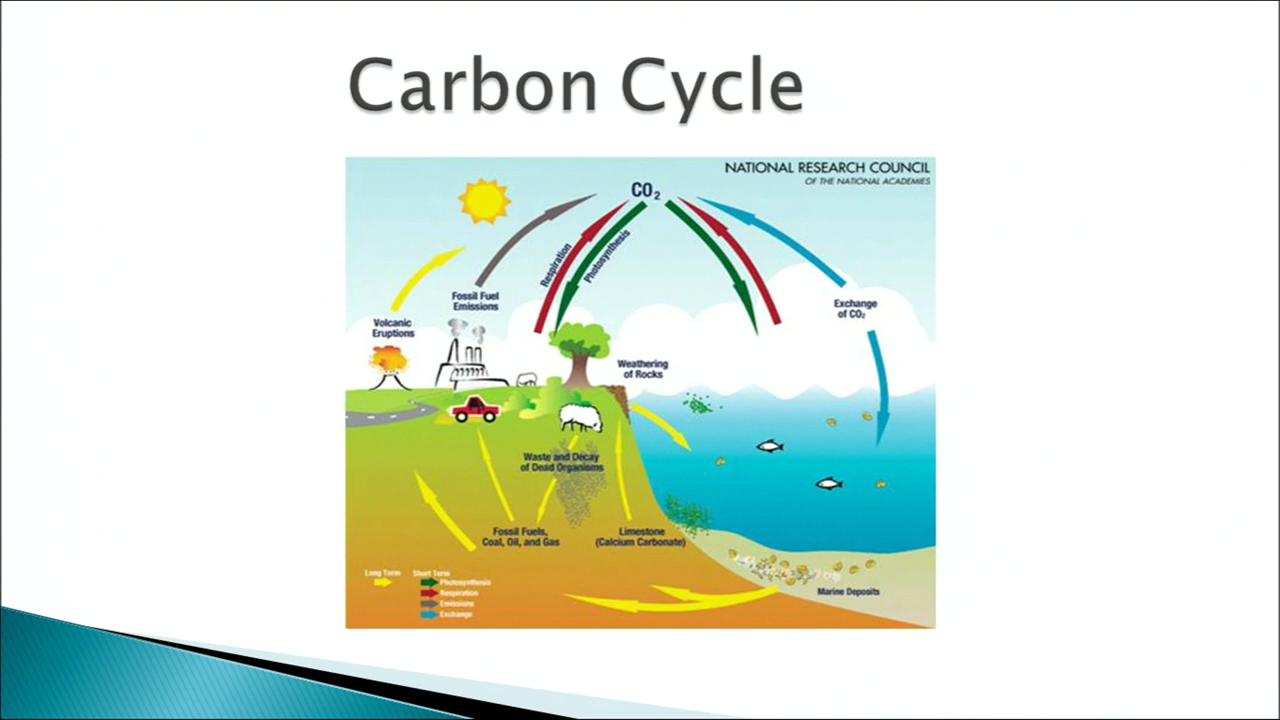 Carbon Cycle
NATIONAL RESEARCH COUNCIL
OF THE NATIONAL ACADEMIES
CO₂
Respiration
Photosynthesis
Fossil Fuel
Emissions
Exchange
of CO₂
Volcanic
Eruptions
Weathering
of Rocks
Waste and Decay
of Dead Organisms
Fossil Fuels,
Coal, Oil, and Gas
Limestone
(Calcium Carbonate)
Marine Deposits
Long Term
Short Term
Photosynthesis
Respiration
Emissions
Exchange